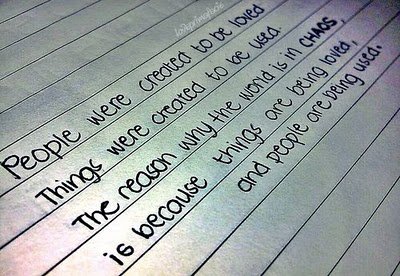 People were created to be loved
Things were created to be used.
The reason why the world is in CHAOS,
is because things are being loved,
and people are being used.